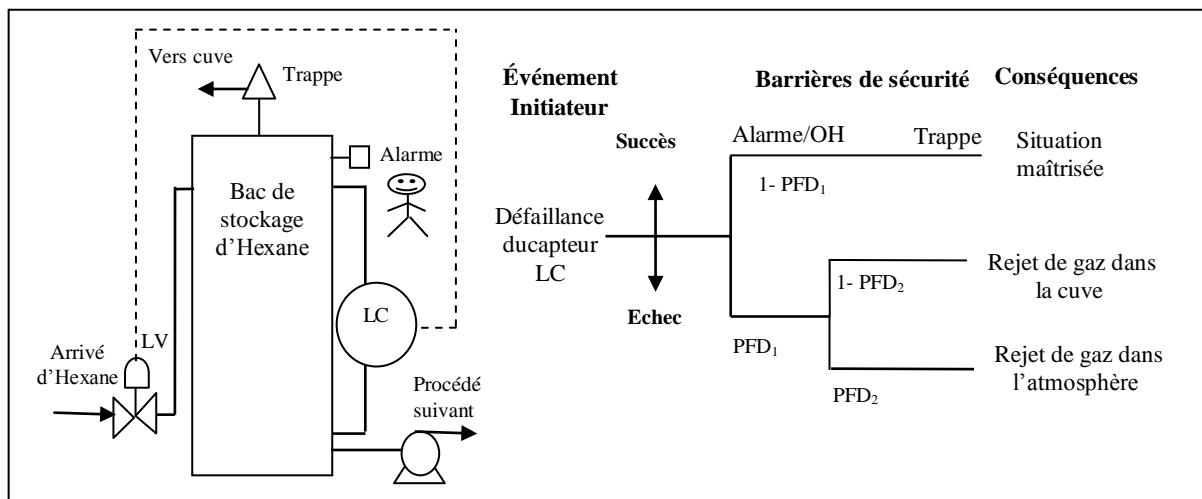 Vers cuve
Trappe
Alarme
Bac de
stockage
d’Hexane
LC
LV
Arrivé
d’Hexane
Procédé
suivant
Événement
Initiateur
Barrières de sécurité
Conséquences
Succès
Alarme/OH
Trappe
Situation
maîtrisée
1- PFD₁
Défaillance
ducapteur
LC
Rejet de gaz dans
la cuve
1- PFD₂
Echec
PFD₁
Rejet de gaz dans
l’atmosphère
PFD₂